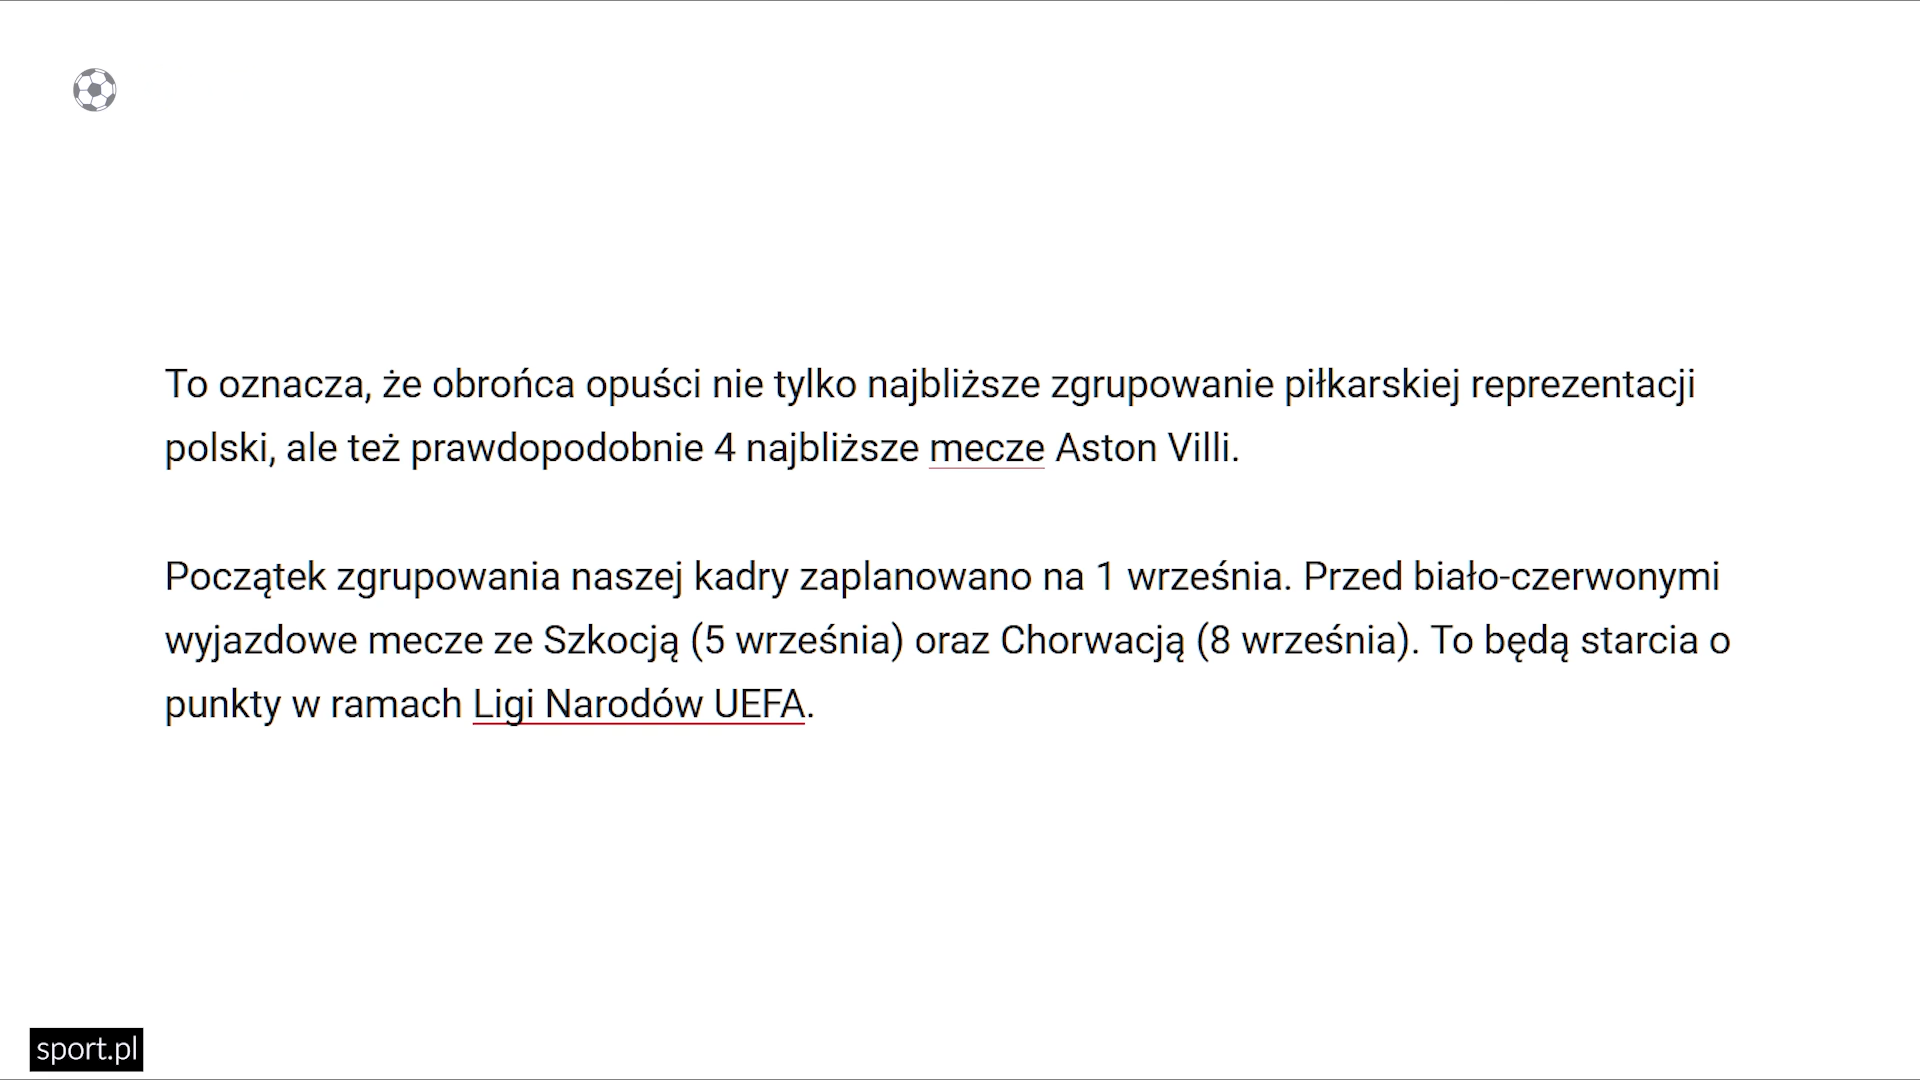 To oznacza, że obrońca opuści nie tylko najbliższe zgrupowanie piłkarskiej reprezentacji
polski, ale też prawdopodobnie 4 najbliższe mecze Aston Villi.
Początek zgrupowania naszej kadry zaplanowano na 1 września. Przed biało-czerwonymi
wyjazdowe mecze ze Szkocją (5 września) oraz Chorwacją (8 września). To będą starcia o
punkty w ramach Ligi Narodów UEFA.
sport.pl